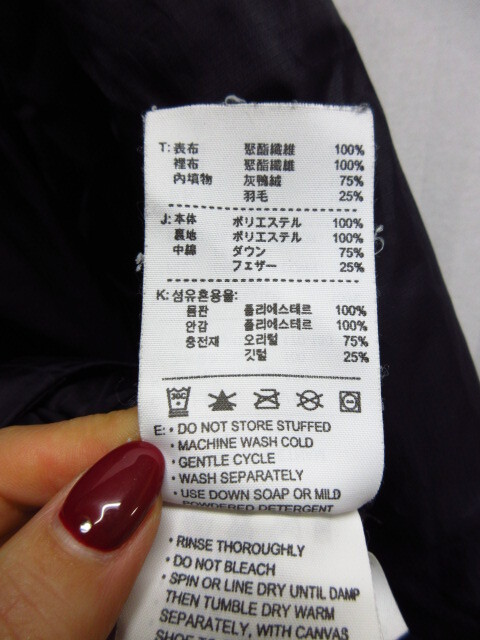 T: 表布 聚酯纖維 100%
裡布 聚酯纖維 100%
內填物 灰鴨絨 75%
羽毛 25%
J: 本体 ポリエステル 100%
裏地 ポリエステル 100%
中綿 ダウン 75%
フェザー 25%
K: 섬유혼용율:
몸판 폴리에스테르 100%
안감 폴리에스테르 100%
충전재 오리털 75%
깃털 25%
30C
E: • DO NOT STORE STUFFED
• MACHINE WASH COLD
• GENTLE CYCLE
• WASH SEPARATELY
• USE DOWN SOAP OR MILD
POWDERED DETERGENT
• RINSE THOROUGHLY
• DO NOT BLEACH
• SPIN OR LINE DRY UNTIL DAMP
THEN TUMBLE DRY WARM
SEPARATELY, WITH CANVAS